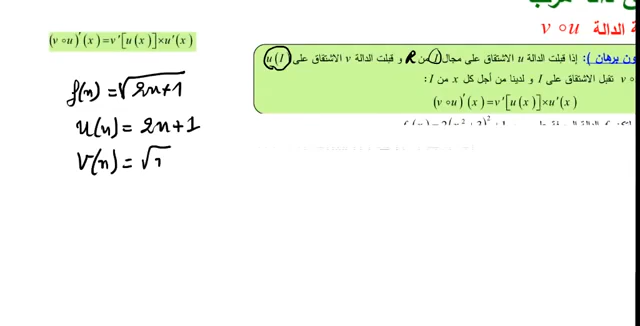 الدالة v∘u
(v∘u)′(x)=v′[u(x)]×u′(x)
إذا قبلت الدالة u الاشتقاق على مجال I من R و قبلت الدالة v الاشتقاق على u(I)
تقبل الاشتقاق على I و لدينا من أجل كل x من I:
(v∘u)′(x)=v′[u(x)]×u′(x)
f(x)=√2x+1
u(x)=2x+1
V(x)=√